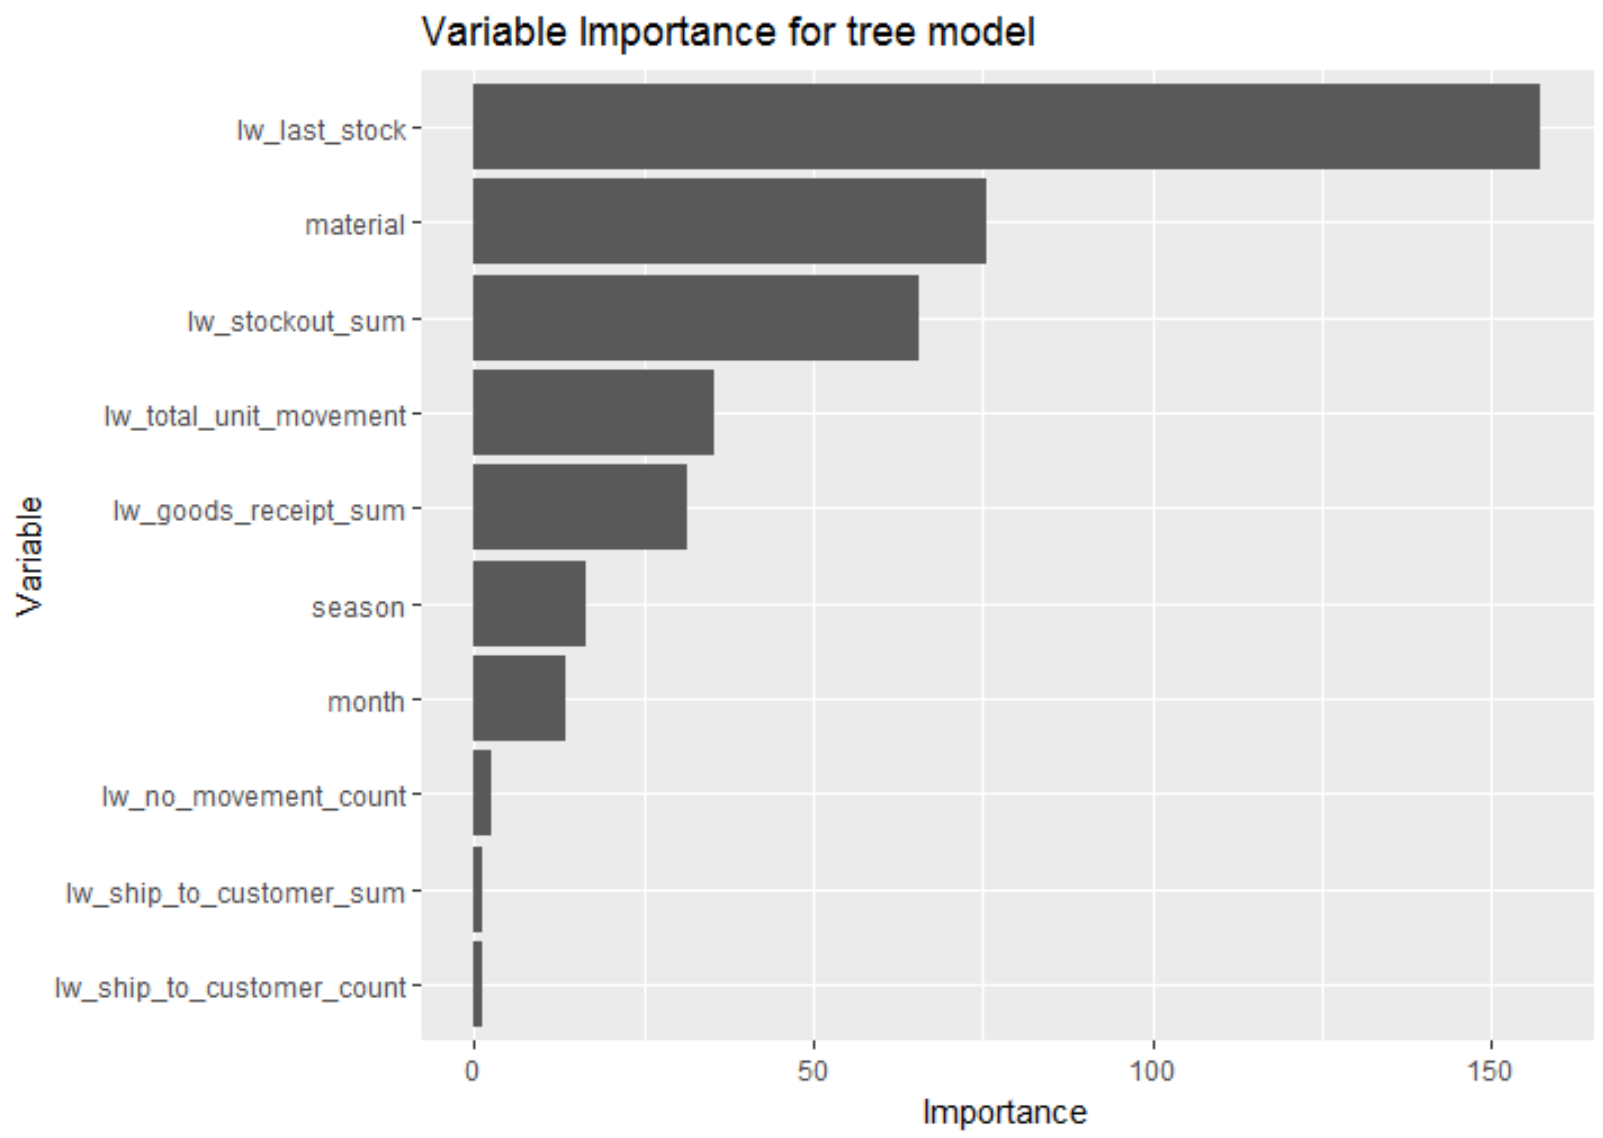 Variable Importance for tree model
lw_last_stock
material
lw_stockout_sum
lw_total_unit_movement
lw_goods_receipt_sum
season
month
lw_no_movement_count
lw_ship_to_customer_sum
lw_ship_to_customer_count
Variable
0 50 100 150
Importance